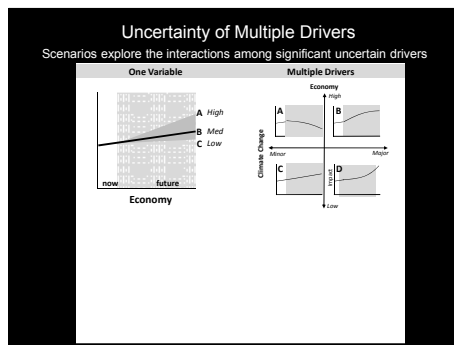 Uncertainty of Multiple Drivers
Scenarios explore the interactions among significant uncertain drivers
One Variable
A High
B Med
C Low
now future
Economy
Multiple Drivers
Economy
High
A
B
Climate Change
Minor
Major
C
Impact
D
Low